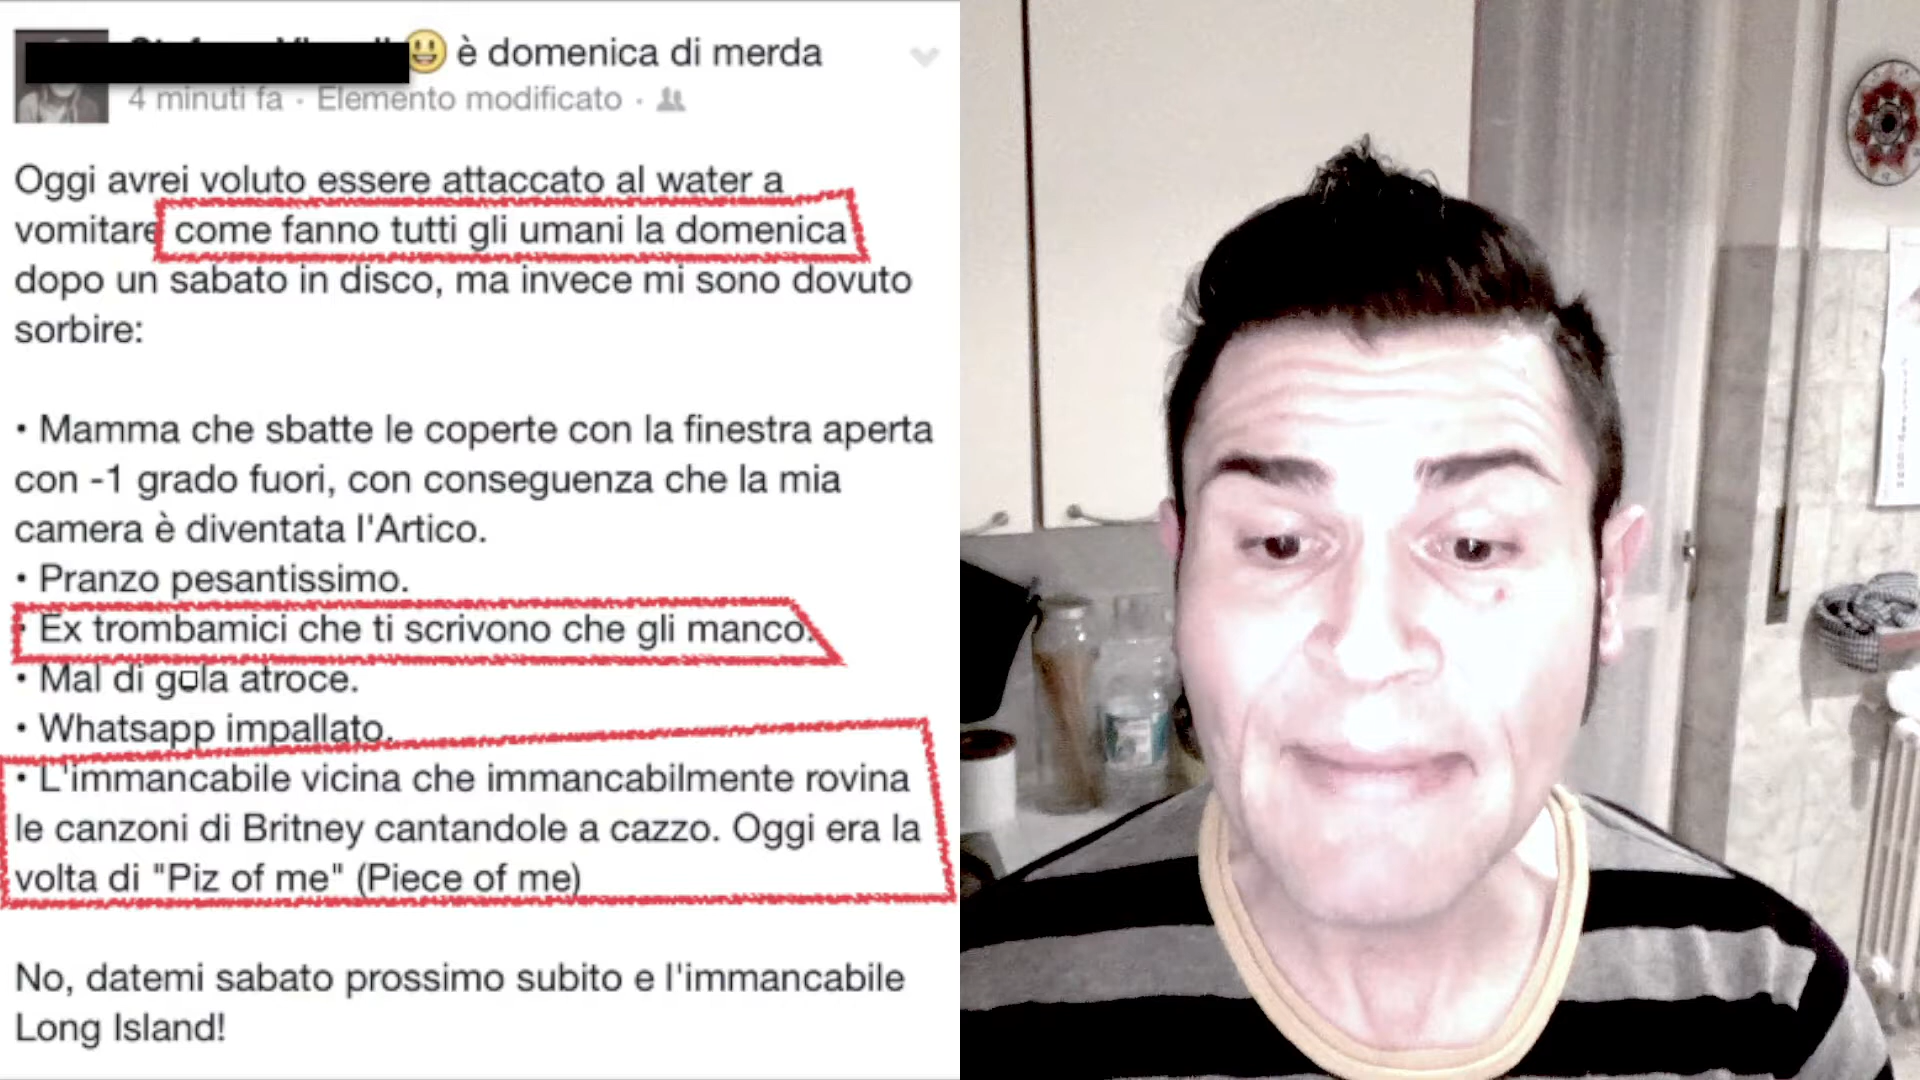 è domenica di merda
4 minuti fa · Elemento modificato ·
Oggi avrei voluto essere attaccato al water a
vomitare come fanno tutti gli umani la domenica
dopo un sabato in disco, ma invece mi sono dovuto
sorbire:
• Mamma che sbatte le coperte con la finestra aperta
con -1 grado fuori, con conseguenza che la mia
camera è diventata l'Artico.
• Pranzo pesantissimo.
• Ex trombamici che ti scrivono che gli manco.
• Mal di gola atroce.
• Whatsapp impallato.
• L'immancabile vicina che immancabilmente rovina
le canzoni di Britney cantandole a cazzo. Oggi era la
volta di "Piz of me" (Piece of me)
No, datemi sabato prossimo subito e l'immancabile
Long Island!